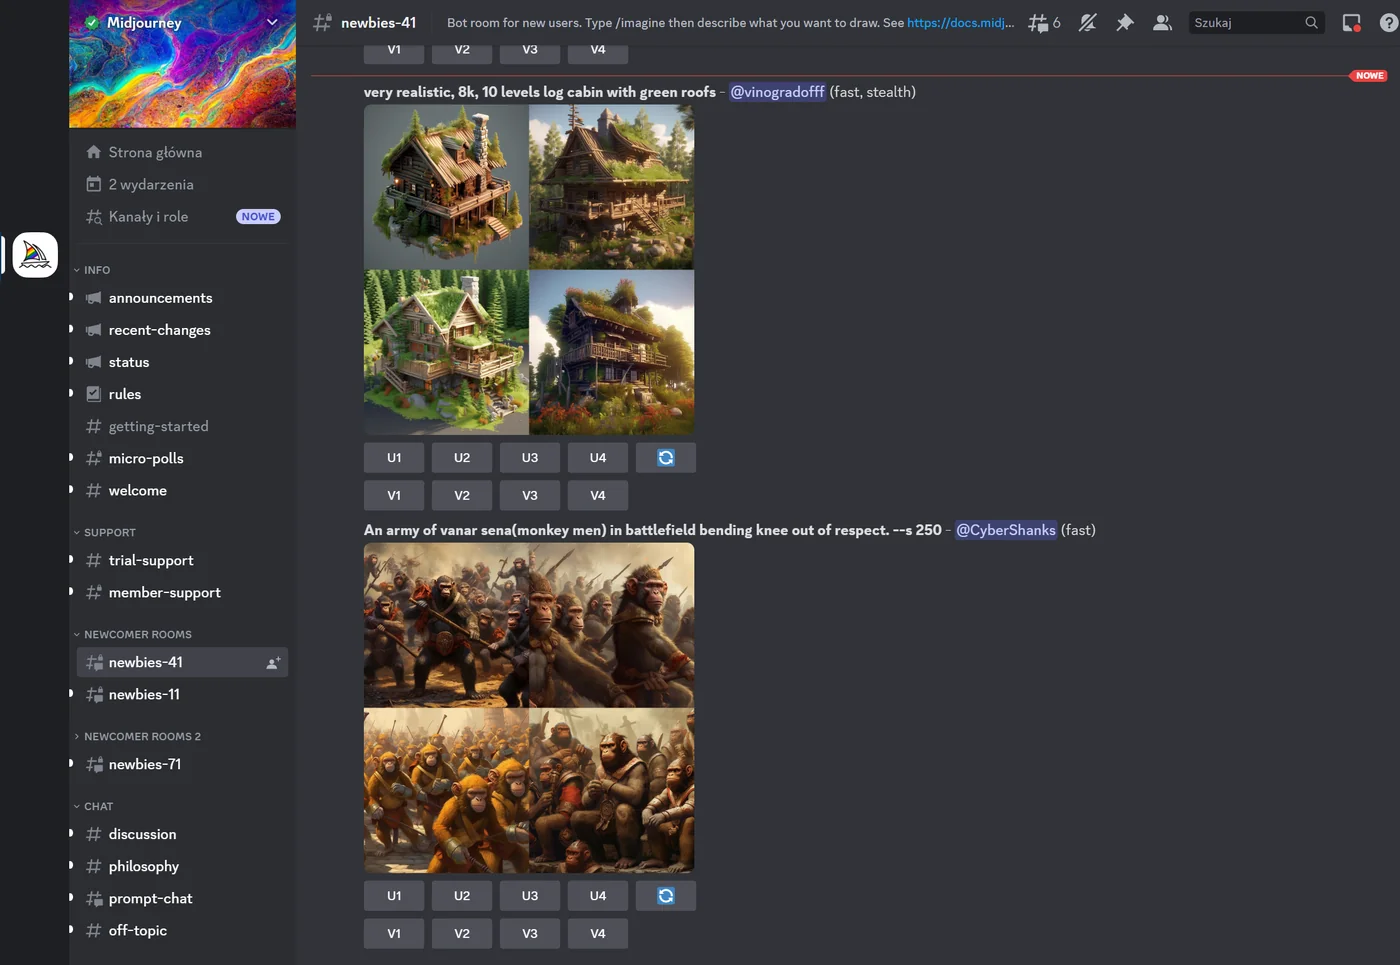 Midjourney
Strona główna
2 wydarzenia
Kanały i role
NOWE
INFO
announcements
recent-changes
status
rules
getting-started
micro-polls
welcome
SUPPORT
trial-support
member-support
NEWCOMER ROOMS
newbies-41
newbies-11
NEWCOMER ROOMS 2
newbies-71
CHAT
discussion
philosophy
prompt-chat
off-topic
newbies-41
Bot room for new users. Type /imagine then describe what you want to draw. See https://docs.midj...
6
Szukaj
V1 V2 V3 V4
NOWE
very realistic, 8k, 10 levels log cabin with green roofs - @vinogradofff (fast, stealth)
U1 U2 U3 U4
V1 V2 V3 V4
An army of vanar sena(monkey men) in battlefield bending knee out of respect. --s 250 - @CyberShanks (fast)
U1 U2 U3 U4
V1 V2 V3 V4